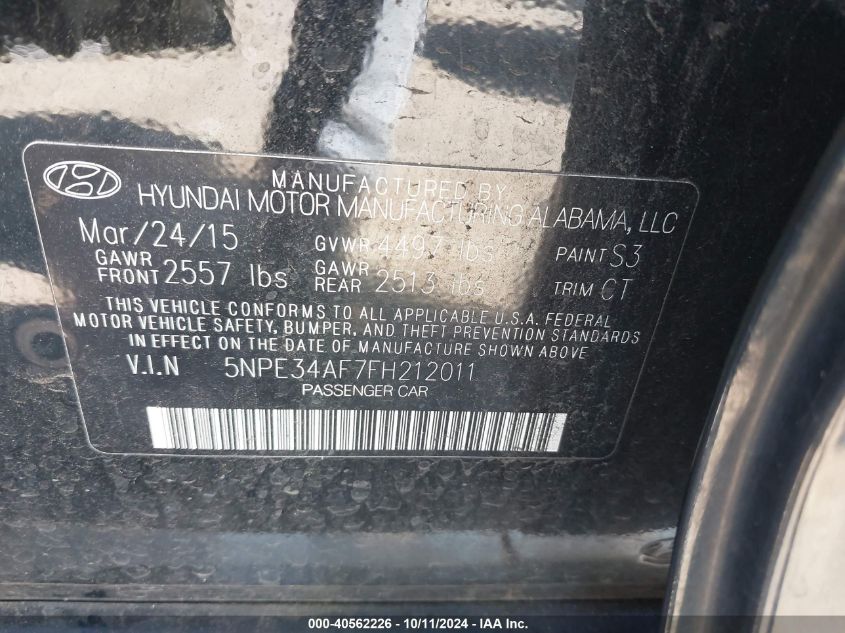 MANUFACTURED BY
HYUNDAI MOTOR MANUFACTURING ALABAMA, LLC
Mar/24/15 GVWR 4497 lbs PAINT S3
GAWR FRONT 2557 lbs GAWR REAR 2513 lbs TRIM CT
THIS VEHICLE CONFORMS TO ALL APPLICABLE U.S.A. FEDERAL
MOTOR VEHICLE SAFETY, BUMPER, AND THEFT PREVENTION STANDARDS
IN EFFECT ON THE DATE OF MANUFACTURE SHOWN ABOVE
V.I.N 5NPE34AF7FH212011
PASSENGER CAR
000-40562226 - 10/11/2024 - IAA Inc.